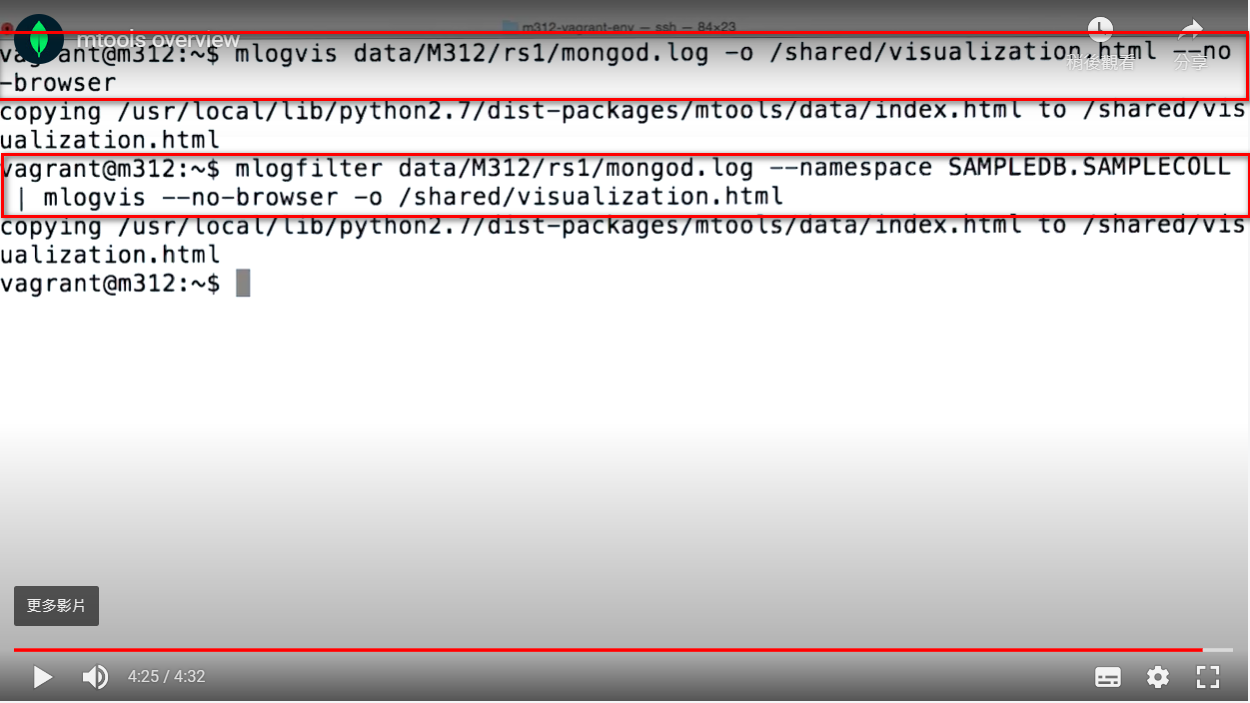 m312-vagrant-env — ssh — 84×23
mtools overview
稍後觀看
分享
vagrant@m312:~$ mlogvis data/M312/rs1/mongod.log -o /shared/visualization.html --no
-browser
copying /usr/local/lib/python2.7/dist-packages/mtools/data/index.html to /shared/vis
ualization.html
vagrant@m312:~$ mlogfilter data/M312/rs1/mongod.log --namespace SAMPLEDB.SAMPLECOLL
| mlogvis --no-browser -o /shared/visualization.html
copying /usr/local/lib/python2.7/dist-packages/mtools/data/index.html to /shared/vis
ualization.html
vagrant@m312:~$
更多影片
4:25 / 4:32